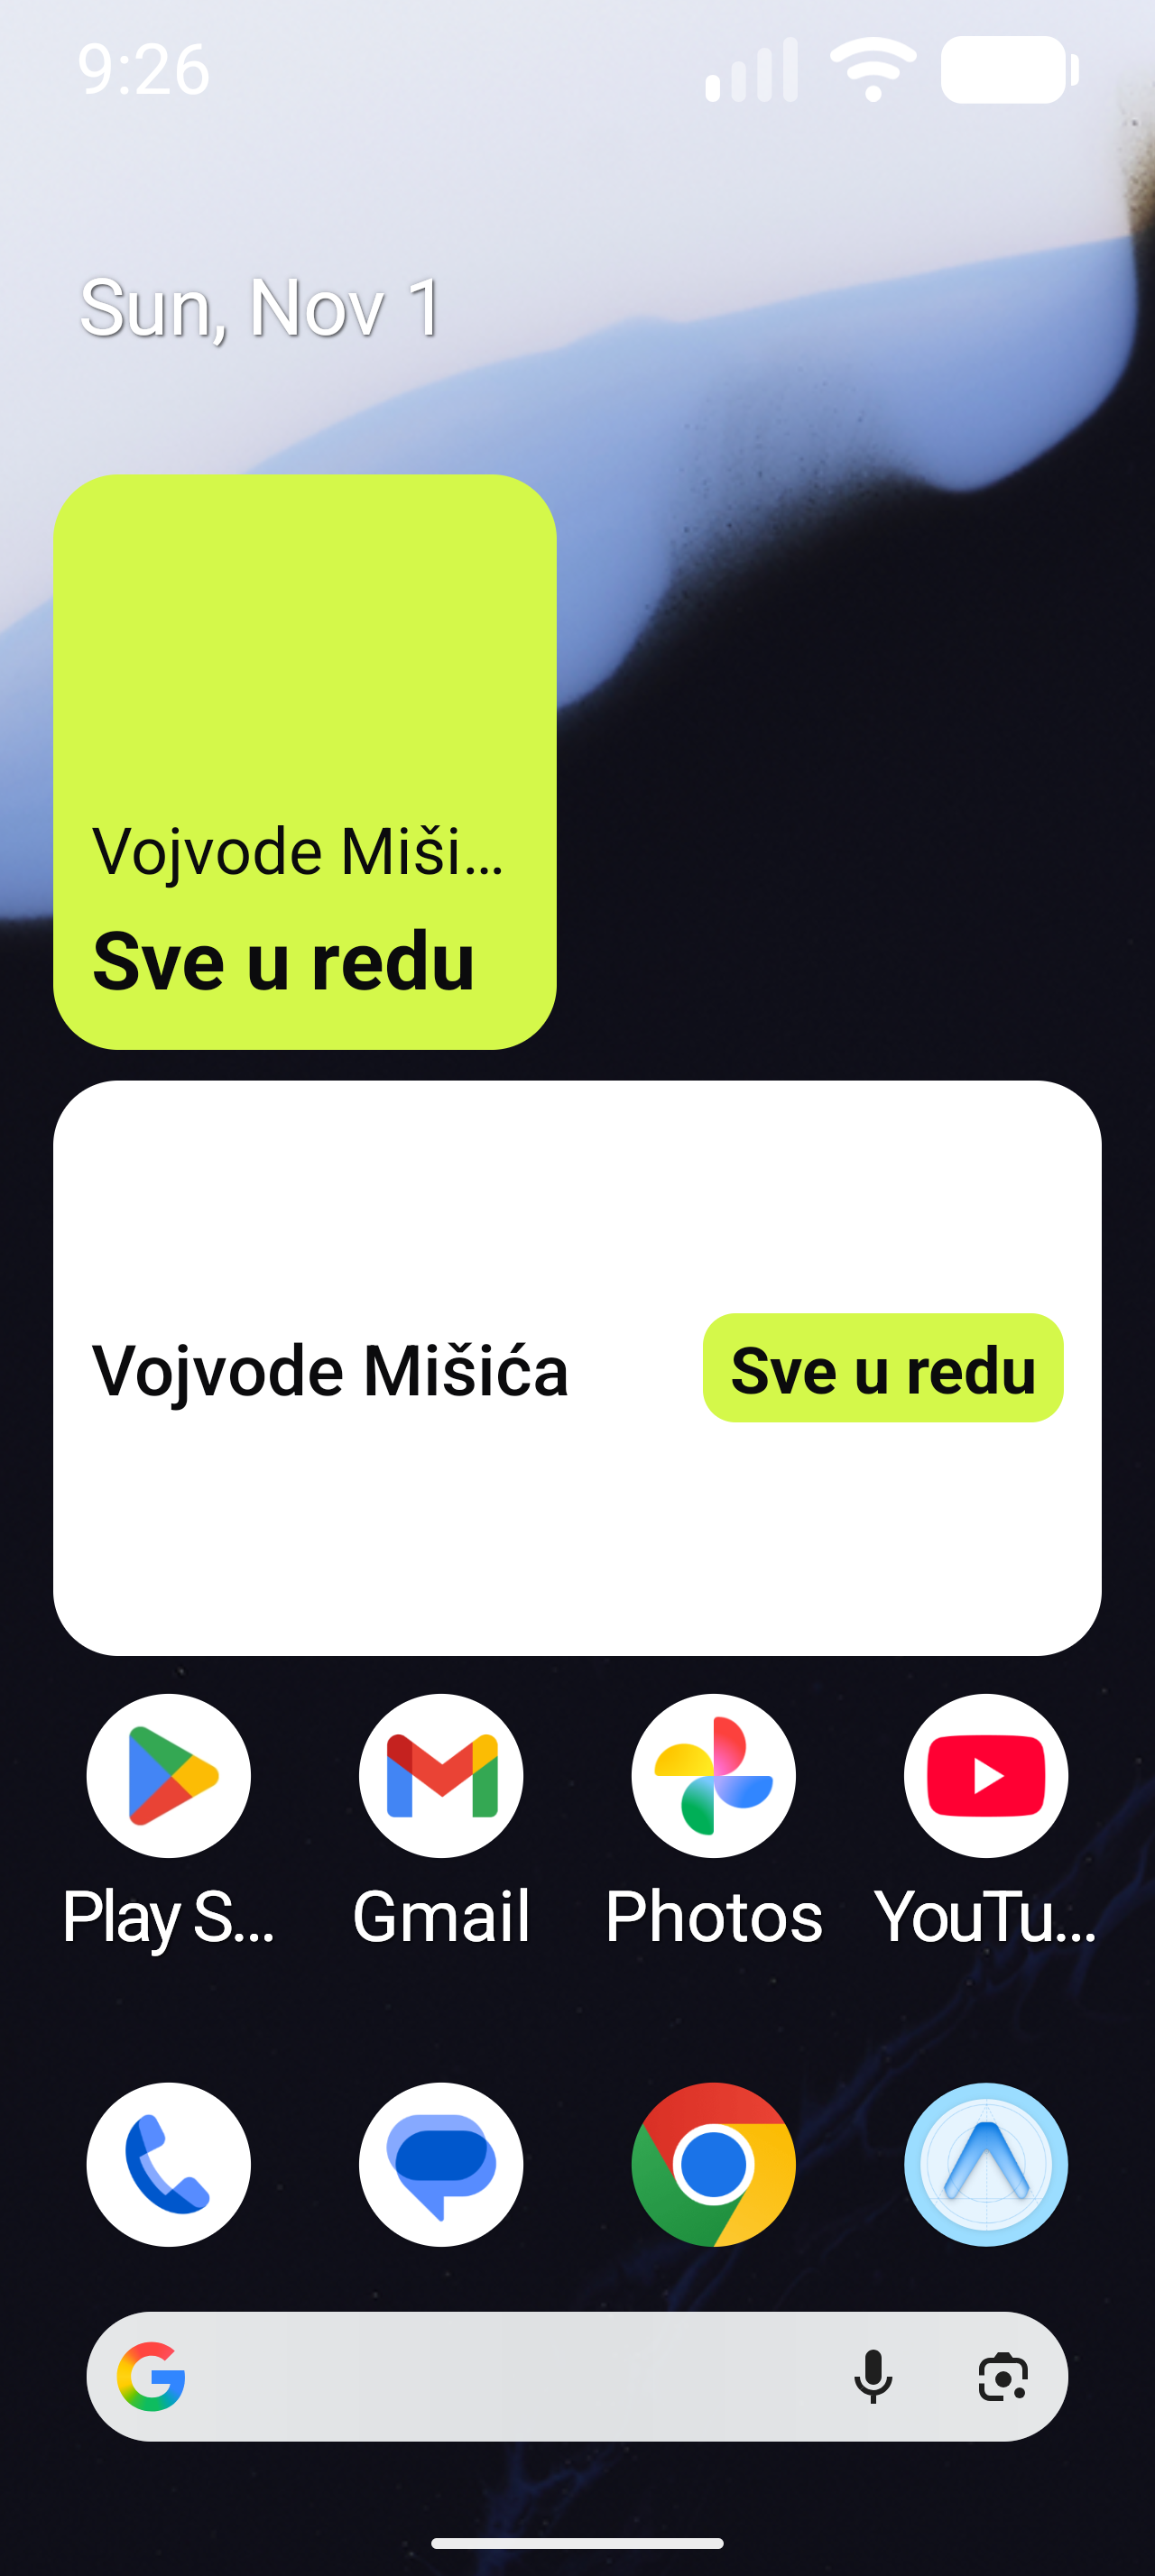 9:26
Sun, Nov 1
Vojvode Miši...
Sve u redu
Vojvode Mišića
Sve u redu
Play S...
Gmail
Photos
YouTu...